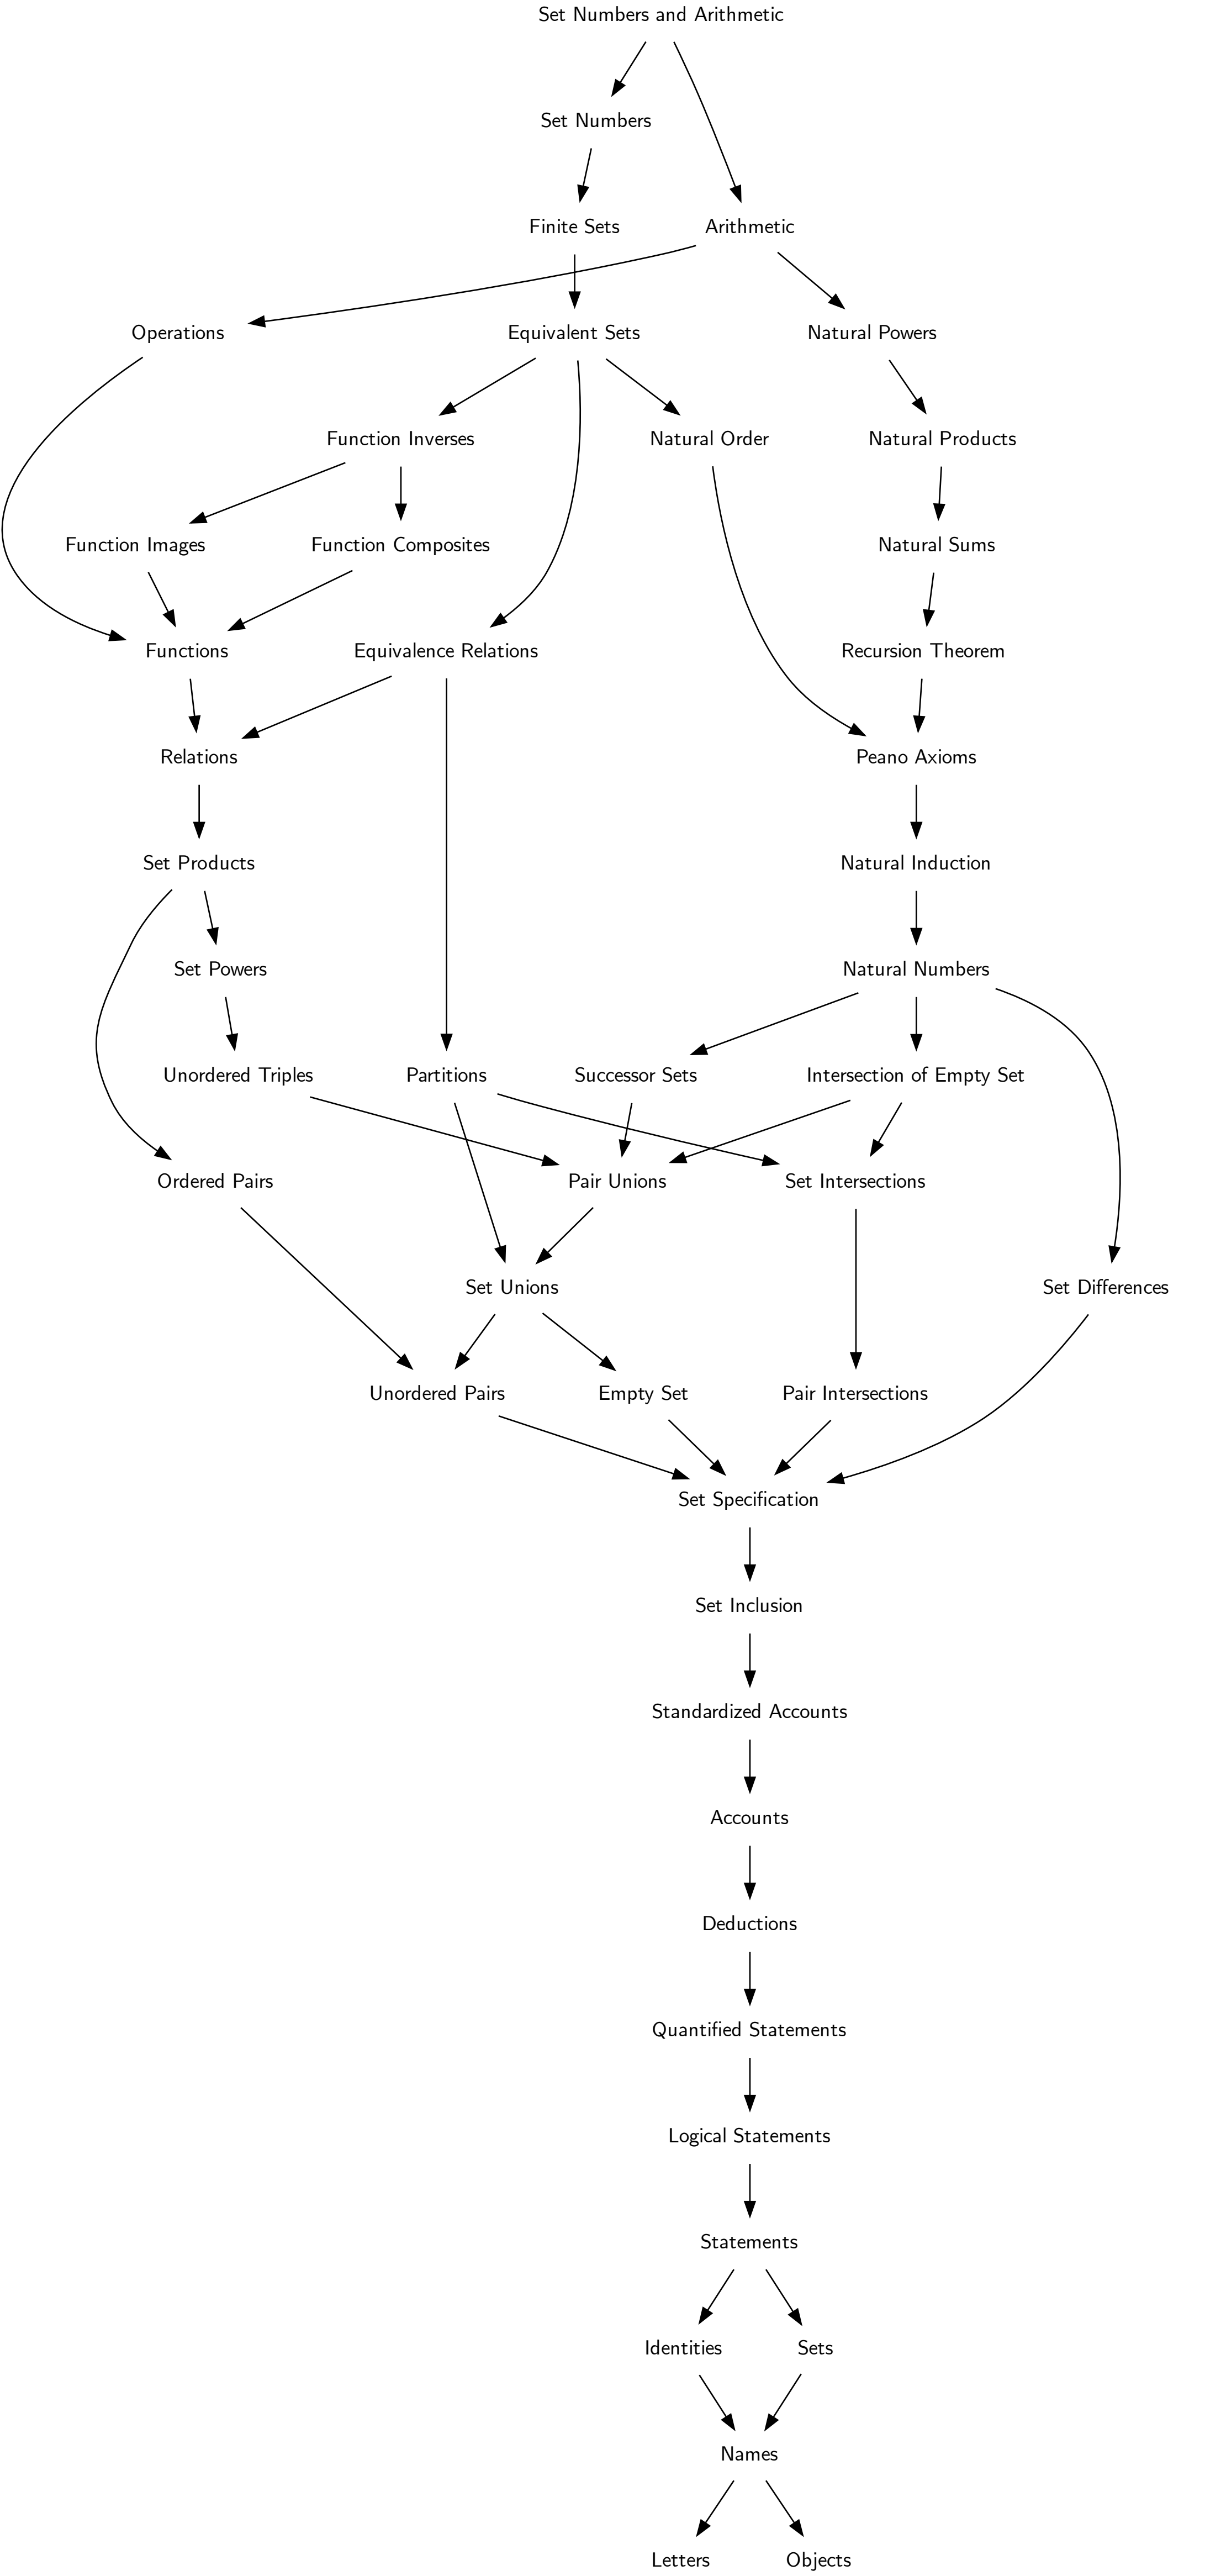 Set Numbers and Arithmetic
Set Numbers
Finite Sets
Arithmetic
Operations
Equivalent Sets
Natural Powers
Function Inverses
Natural Order
Natural Products
Function Images
Function Composites
Natural Sums
Functions
Equivalence Relations
Recursion Theorem
Relations
Peano Axioms
Set Products
Natural Induction
Set Powers
Natural Numbers
Unordered Triples
Partitions
Successor Sets
Intersection of Empty Set
Ordered Pairs
Pair Unions
Set Intersections
Set Unions
Set Differences
Unordered Pairs
Empty Set
Pair Intersections
Set Specification
Set Inclusion
Standardized Accounts
Accounts
Deductions
Quantified Statements
Logical Statements
Statements
Identities
Sets
Names
Letters
Objects